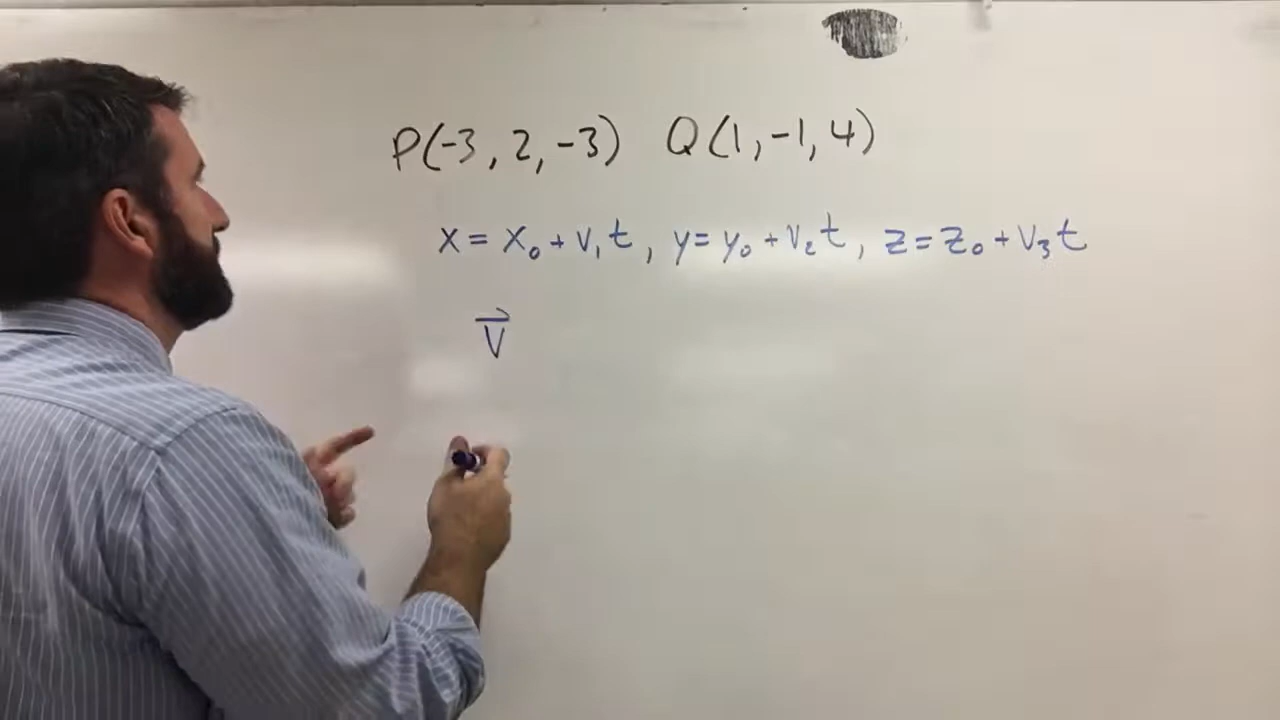 P(-3, 2, -3) Q(1, -1, 4)
x = x₀ + v₁t, y = y₀ + v₂t, z = z₀ + v₃t
v⃗